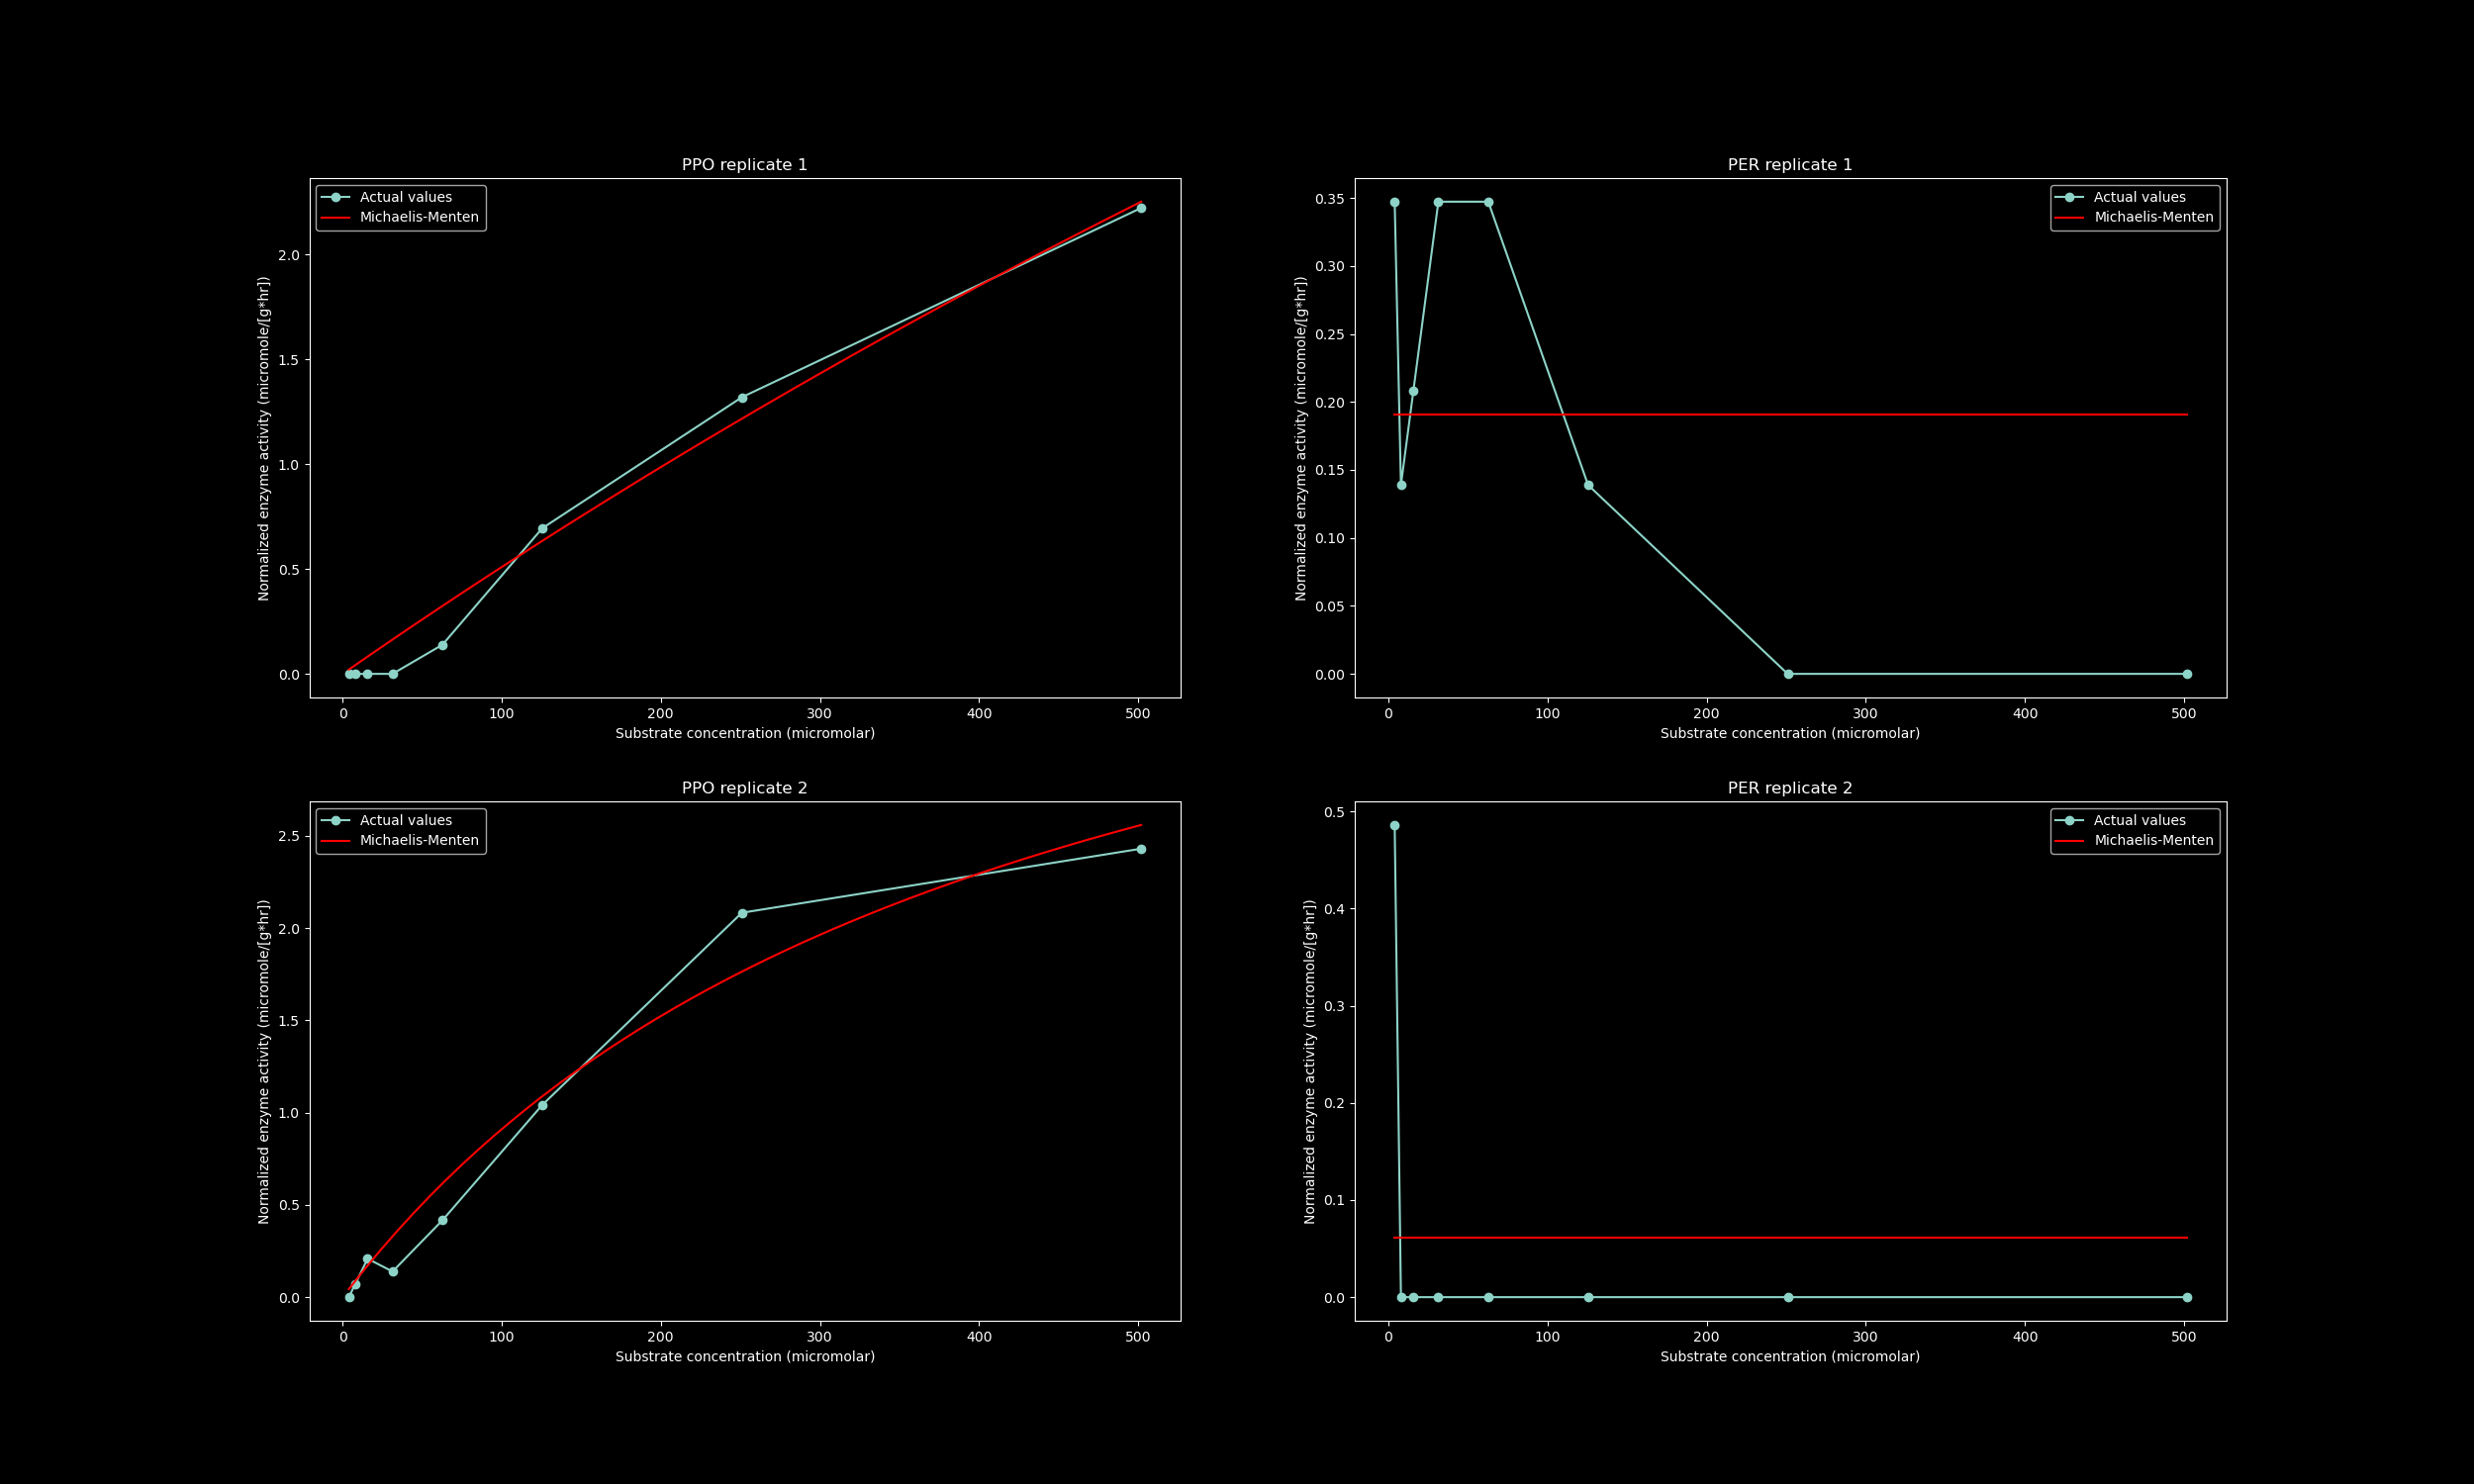 PPO replicate 1
Actual values
Michaelis-Menten
Normalized enzyme activity (micromole/[g*hr])
2.0
1.5
1.0
0.5
0.0
0 100 200 300 400 500
Substrate concentration (micromolar)
PER replicate 1
Actual values
Michaelis-Menten
Normalized enzyme activity (micromole/[g*hr])
0.35
0.30
0.25
0.20
0.15
0.10
0.05
0.00
0 100 200 300 400 500
Substrate concentration (micromolar)
PPO replicate 2
Actual values
Michaelis-Menten
Normalized enzyme activity (micromole/[g*hr])
2.5
2.0
1.5
1.0
0.5
0.0
0 100 200 300 400 500
Substrate concentration (micromolar)
PER replicate 2
Actual values
Michaelis-Menten
Normalized enzyme activity (micromole/[g*hr])
0.5
0.4
0.3
0.2
0.1
0.0
0 100 200 300 400 500
Substrate concentration (micromolar)